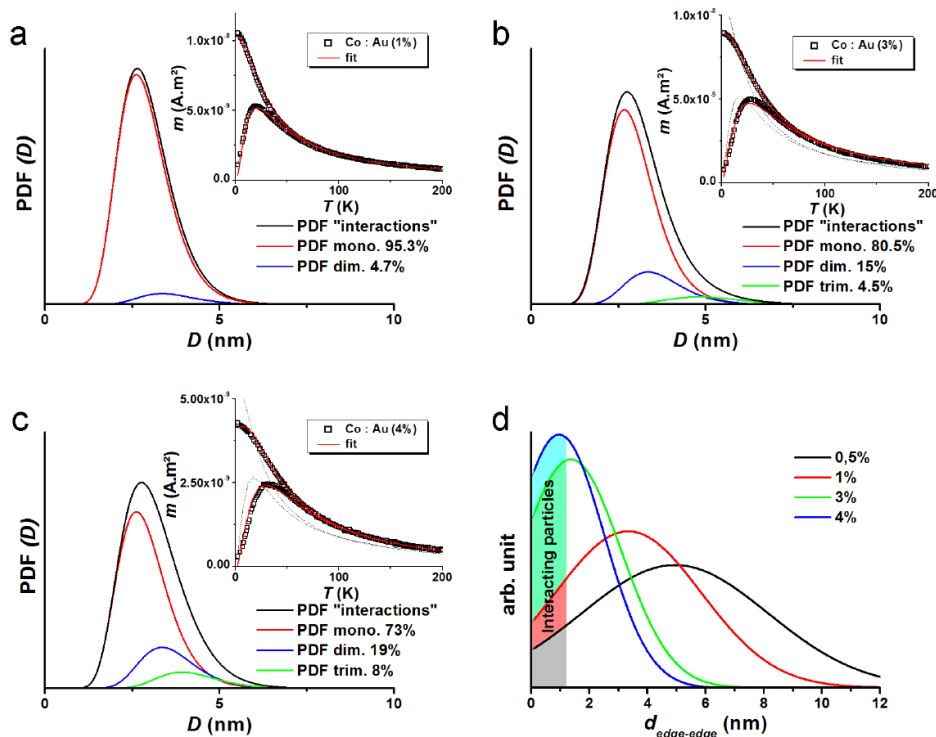 a
1.0x10⁻⁸
5.0x10⁻⁹
0.0
m (A.m²)
Co : Au (1%)
fit
0
100
200
T (K)
PDF (D)
PDF "interactions"
PDF mono. 95.3%
PDF dim. 4.7%
0
5
10
D (nm)
b
1.0x10⁻⁸
5.0x10⁻⁹
0.0
m (A.m²)
Co : Au (3%)
fit
0
100
200
T (K)
PDF (D)
PDF "interactions"
PDF mono. 80.5%
PDF dim. 15%
PDF trim. 4.5%
0
5
10
D (nm)
c
5.00x10⁻⁹
2.50x10⁻⁹
0.00
m (A.m²)
Co : Au (4%)
fit
0
100
200
T (K)
PDF (D)
PDF "interactions"
PDF mono. 73%
PDF dim. 19%
PDF trim. 8%
0
5
10
D (nm)
d
arb. unit
Interacting particles
0,5%
1%
3%
4%
0
2
4
6
8
10
12
d edge-edge (nm)